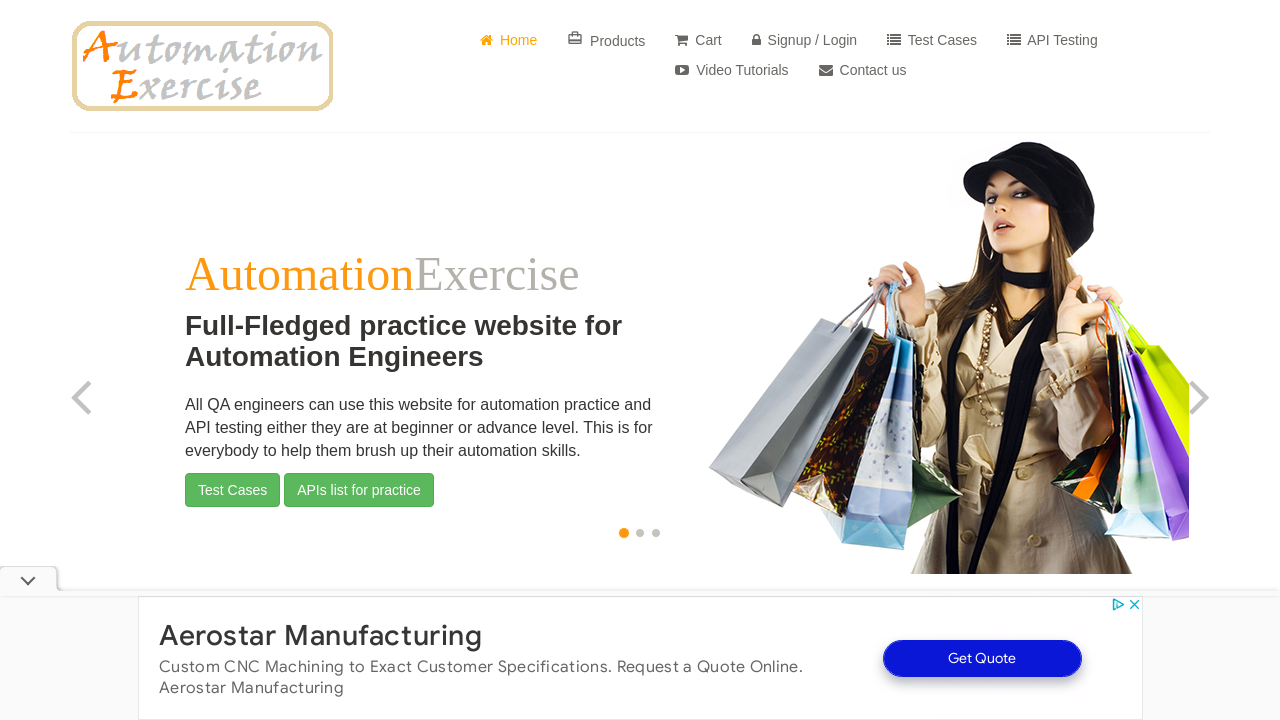 Automation
Exercise
Home Products Cart Signup / Login Test Cases API Testing
Video Tutorials Contact us
AutomationExercise
Full-Fledged practice website for
Automation Engineers
All QA engineers can use this website for automation practice and
API testing either they are at beginner or advance level. This is for
everybody to help them brush up their automation skills.
Test Cases APIs list for practice
Aerostar Manufacturing
Custom CNC Machining to Exact Customer Specifications. Request a Quote Online.
Aerostar Manufacturing
Get Quote